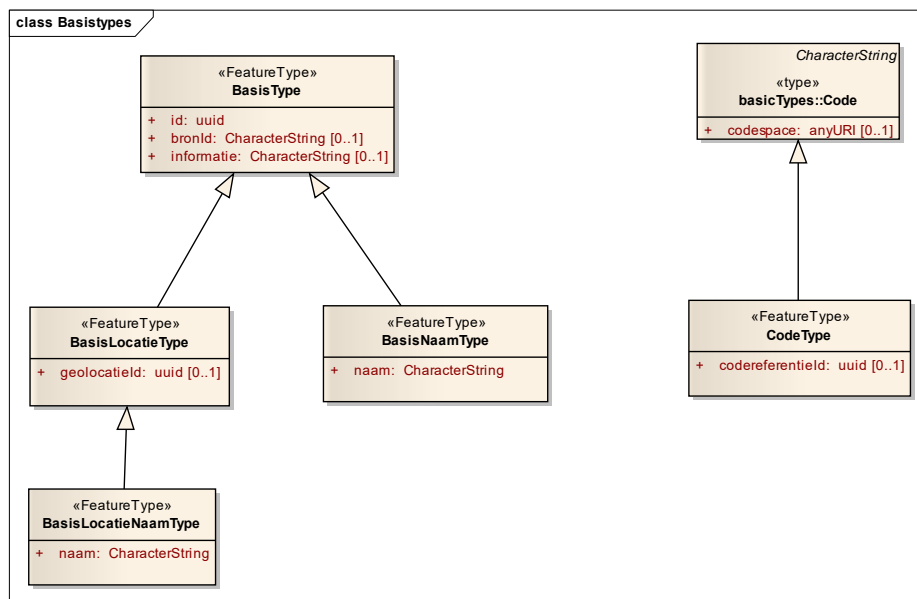 class Basistypes
«FeatureType»
BasisType
+ id: uuid
+ bronId: CharacterString [0..1]
+ informatie: CharacterString [0..1]
CharacterString
«type»
basicTypes::Code
+ codespace: anyURI [0..1]
«FeatureType»
BasisLocatieType
+ geolocatieId: uuid [0..1]
«FeatureType»
BasisNaamType
+ naam: CharacterString
«FeatureType»
CodeType
+ codereferentieId: uuid [0..1]
«FeatureType»
BasisLocatieNaamType
+ naam: CharacterString